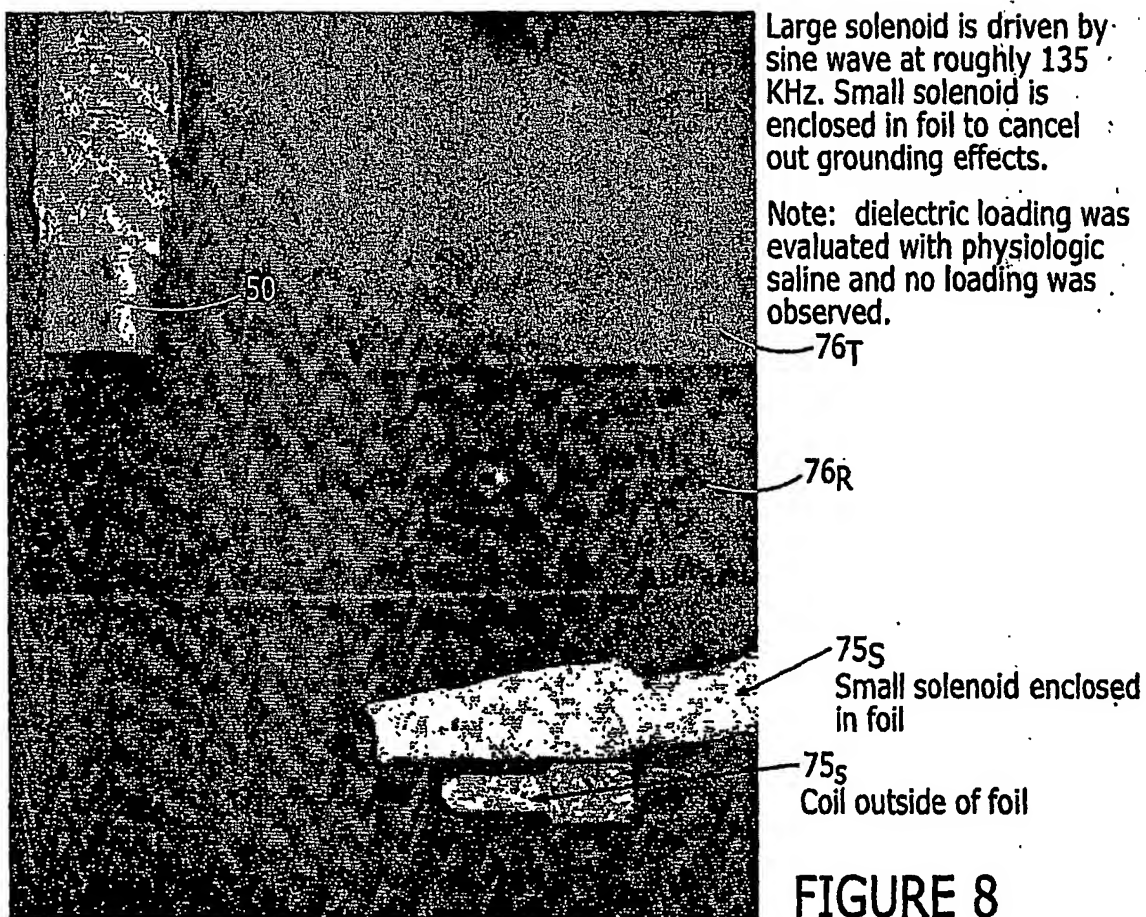 Large solenoid is driven by
sine wave at roughly 135
KHz. Small solenoid is
enclosed in foil to cancel
out grounding effects.
Note: dielectric loading was
evaluated with physiologic
saline and no loading was
observed.
50
76T
76R
75S
Small solenoid enclosed
in foil
75S
Coil outside of foil
FIGURE 8